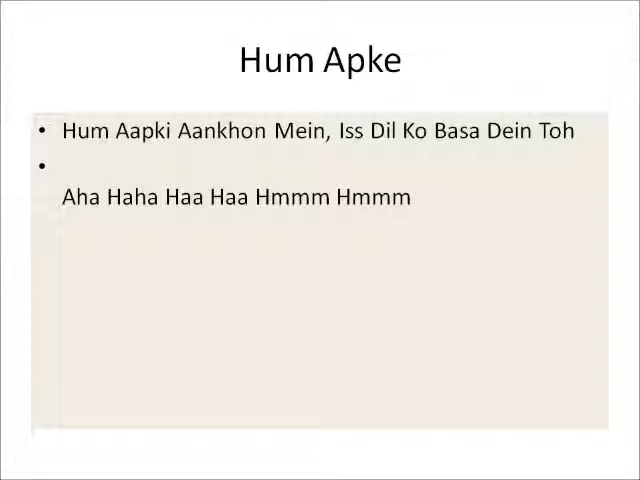 Hum Apke
• Hum Aapki Aankhon Mein, Iss Dil Ko Basa Dein Toh
•
Aha Haha Haa Haa Hmmm Hmmm